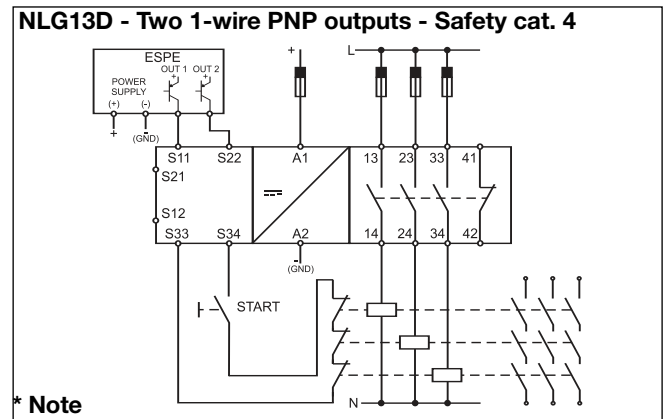 NLG13D - Two 1-wire PNP outputs - Safety cat. 4
ESPE
OUT 1 OUT 2
+ +
POWER
SUPPLY
(+) (-)
+ - (GND)
+ L
S11 S22 A1 13 23 33 41
S21
S12
S33 S34 A2 14 24 34 42
- (GND)
START
N
* Note